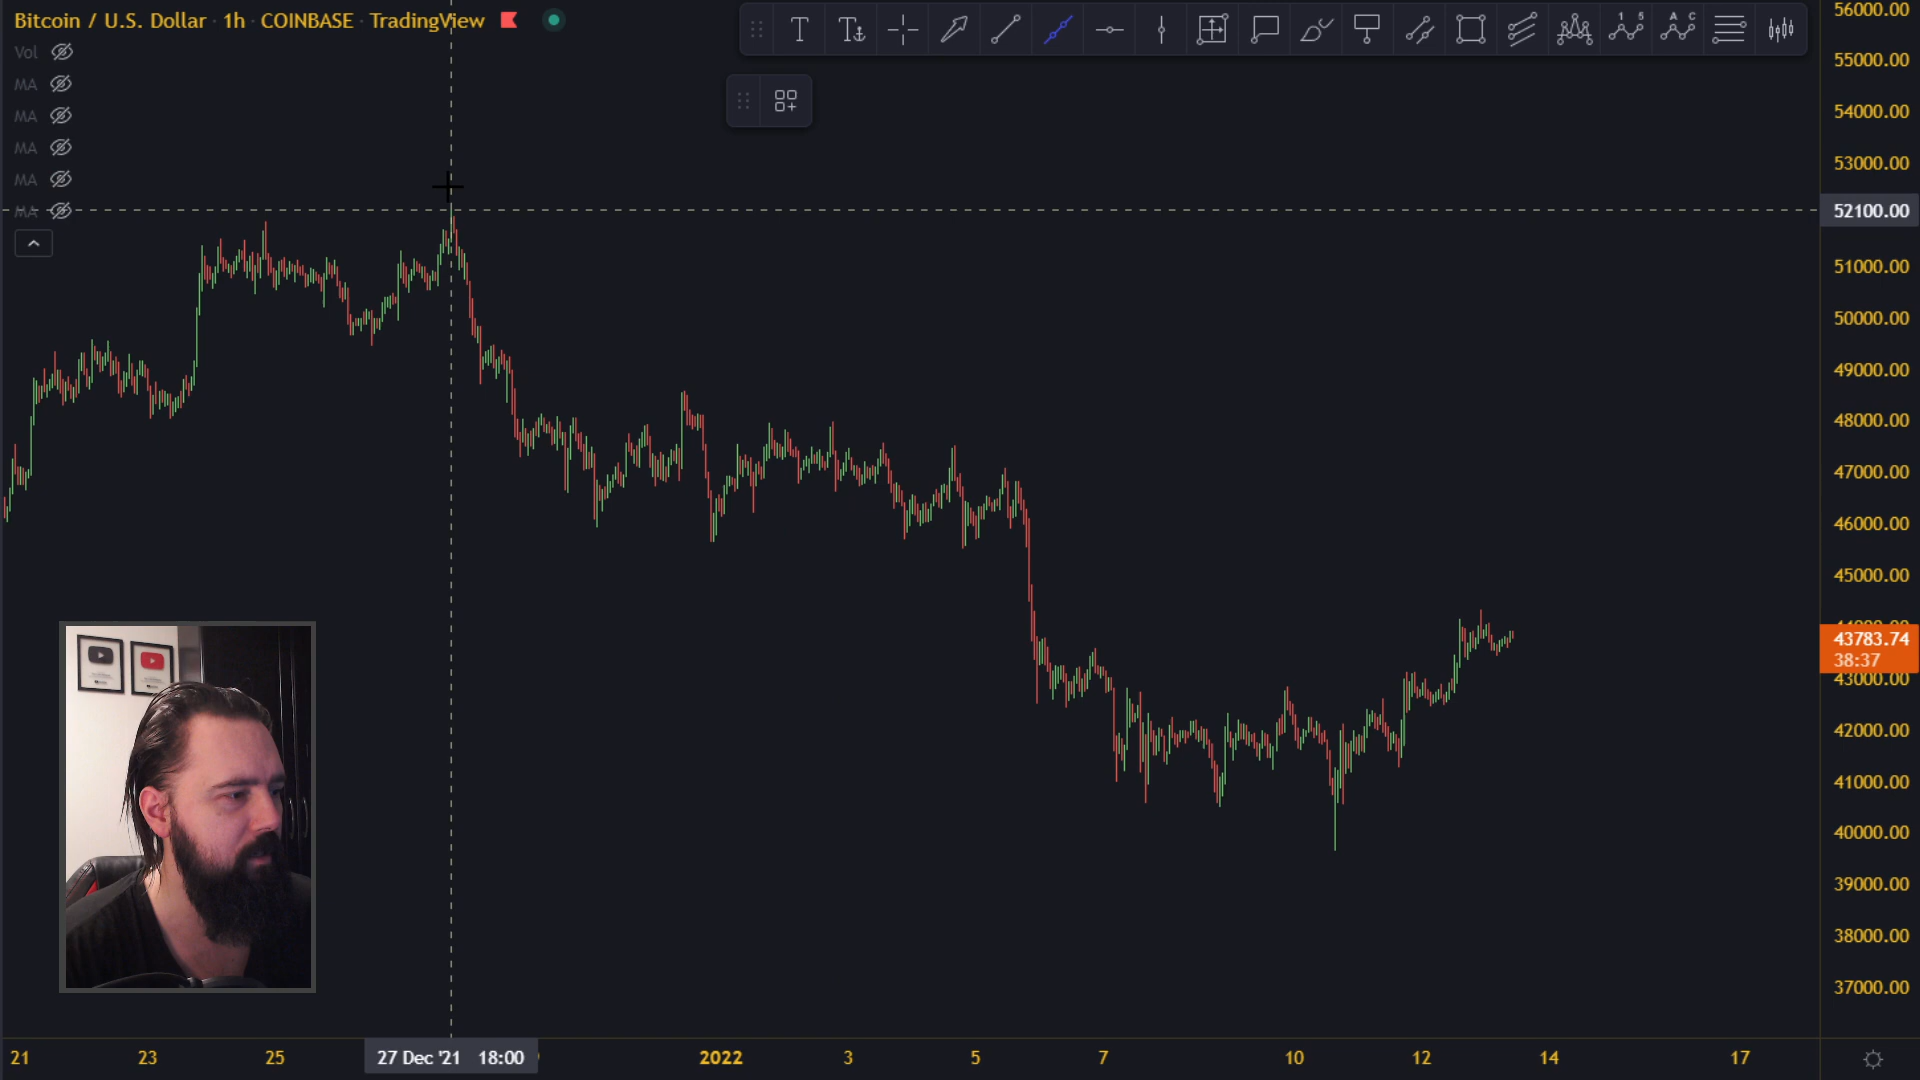 Bitcoin / U.S. Dollar · 1h · COINBASE · TradingView
Vol
MA
MA
MA
MA
MA
T
T
1 5
A C
56000.00
55000.00
54000.00
53000.00
52100.00
51000.00
50000.00
49000.00
48000.00
47000.00
46000.00
45000.00
43783.74
38:37
43000.00
42000.00
41000.00
40000.00
39000.00
38000.00
37000.00
21 23 25 27 Dec '21 18:00 2022 3 5 7 10 12 14 17